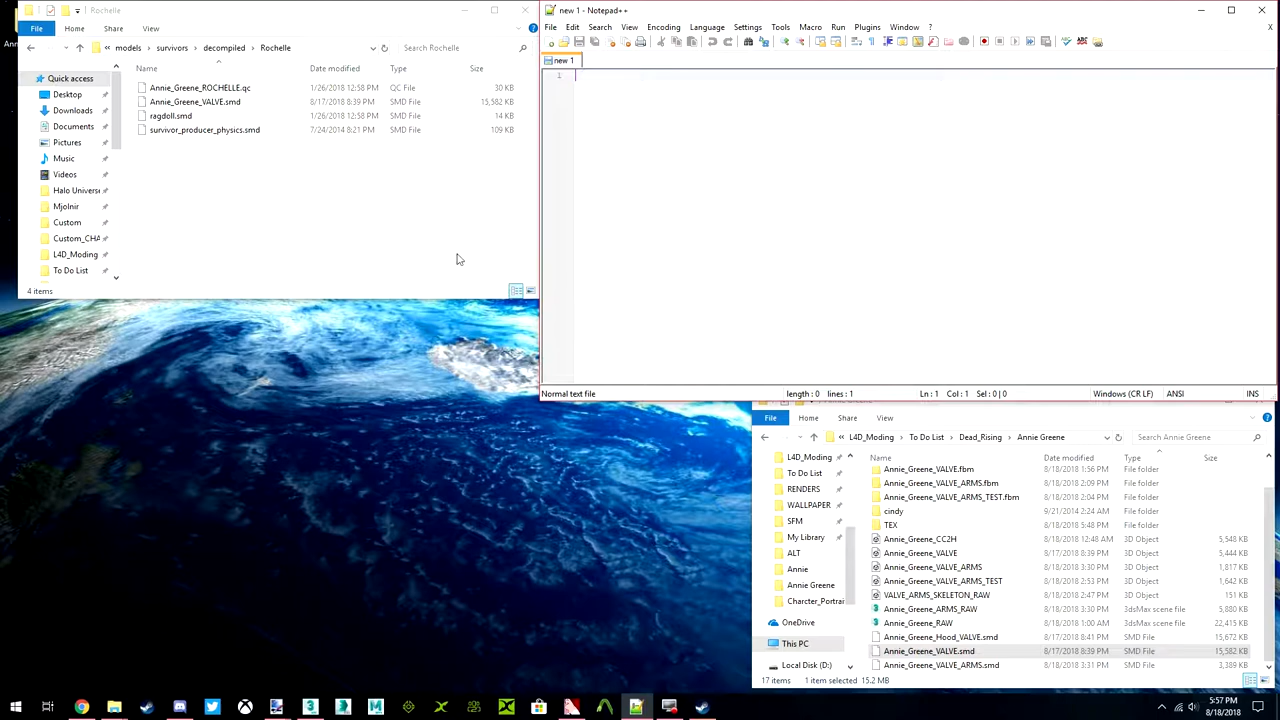 Rochelle
File Home Share View
models survivors decompiled Rochelle Search Rochelle
Name Date modified Type Size
Quick access
Desktop
Downloads
Documents
Pictures
Music
Videos
Halo Universe
Mjolnir
Custom
Custom_CHA
L4D_Moding
To Do List
Annie_Greene_ROCHELLE.qc 1/26/2018 12:58 PM QC File 30 KB
Annie_Greene_VALVE.smd 8/17/2018 8:39 PM SMD File 15,582 KB
ragdoll.smd 1/26/2018 12:58 PM SMD File 14 KB
survivor_producer_physics.smd 7/24/2014 8:21 PM SMD File 109 KB
4 items
new 1 - Notepad++
File Edit Search View Encoding Language Settings Tools Macro Run Plugins Window ?
new 1
1
Normal text file length : 0 lines : 1 Ln : 1 Col : 1 Sel : 0 | 0 Windows (CR LF) ANSI INS
File Home Share View
L4D_Moding To Do List Dead_Rising Annie Greene Search Annie Greene
Name Date modified Type Size
L4D_Moding
To Do List
RENDERS
WALLPAPER
SFM
My Library
ALT
Annie
Annie Greene
Charcter_Portrai
OneDrive
This PC
Local Disk (D:)
Annie_Greene_VALVE.fbm 8/18/2018 1:56 PM File folder
Annie_Greene_VALVE_ARMS.fbm 8/18/2018 2:09 PM File folder
Annie_Greene_VALVE_ARMS_TEST.fbm 8/18/2018 2:04 PM File folder
cindy 9/21/2014 2:24 AM File folder
TEX 8/18/2018 5:48 PM File folder
Annie_Greene_CC2H 8/18/2018 12:48 AM 3D Object 5,548 KB
Annie_Greene_VALVE 8/17/2018 8:39 PM 3D Object 5,444 KB
Annie_Greene_VALVE_ARMS 8/18/2018 3:30 PM 3D Object 1,817 KB
Annie_Greene_VALVE_ARMS_TEST 8/18/2018 2:53 PM 3D Object 1,642 KB
VALVE_ARMS_SKELETON_RAW 8/18/2018 2:47 PM 3D Object 151 KB
Annie_Greene_ARMS_RAW 8/18/2018 3:30 PM 3dsMax scene file 5,880 KB
Annie_Greene_RAW 8/18/2018 1:00 AM 3dsMax scene file 22,415 KB
Annie_Greene_Hood_VALVE.smd 8/17/2018 8:41 PM SMD File 15,672 KB
Annie_Greene_VALVE.smd 8/17/2018 8:39 PM SMD File 15,582 KB
Annie_Greene_VALVE_ARMS.smd 8/18/2018 3:31 PM SMD File 3,389 KB
17 items 1 item selected 15.2 MB
5:57 PM
8/18/2018